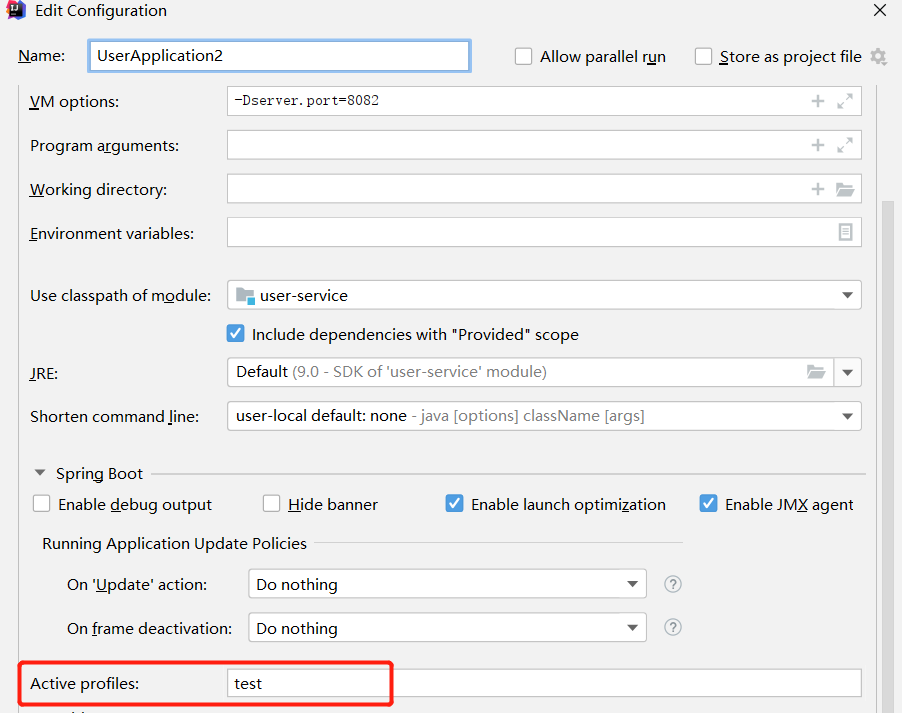 Edit Configuration
Name: UserApplication2 Allow parallel run Store as project file
VM options: -Dserver.port=8082
Program arguments:
Working directory:
Environment variables:
Use classpath of module: user-service
Include dependencies with "Provided" scope
JRE: Default (9.0 - SDK of 'user-service' module)
Shorten command line: user-local default: none - java [options] className [args]
Spring Boot
Enable debug output Hide banner Enable launch optimization Enable JMX agent
Running Application Update Policies
On 'Update' action: Do nothing ?
On frame deactivation: Do nothing ?
Active profiles: test